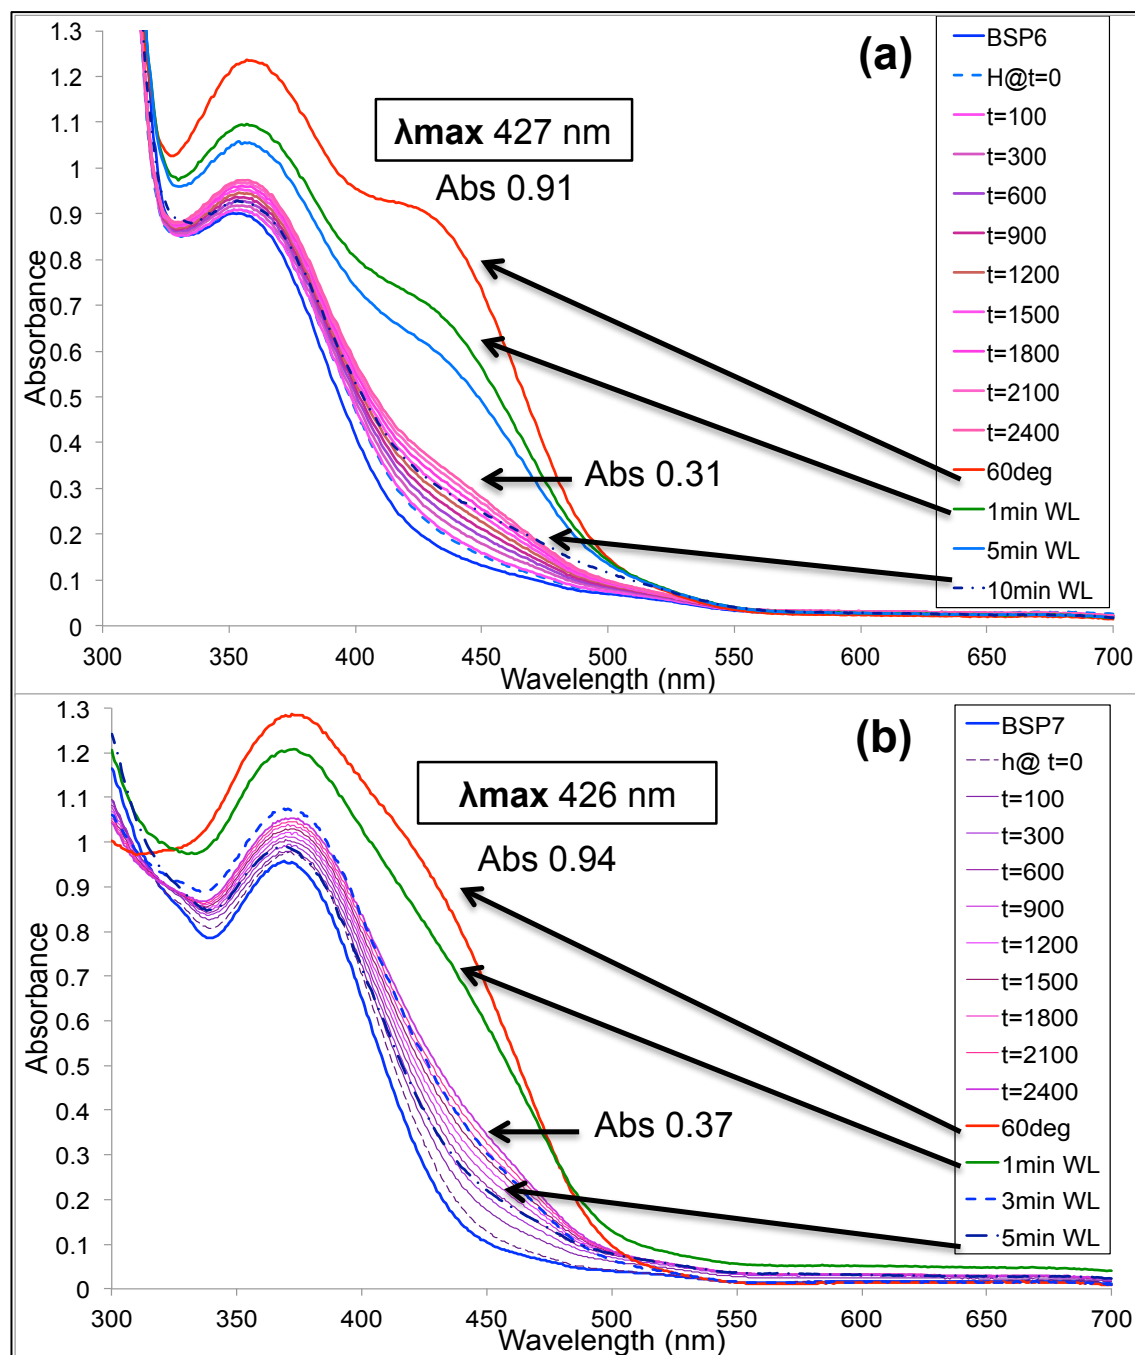 (a)
λmax 427 nm
Abs 0.91
Abs 0.31
Absorbance
1.3
1.2
1.1
1
0.9
0.8
0.7
0.6
0.5
0.4
0.3
0.2
0.1
0
300 350 400 450 500 550 600 650 700
Wavelength (nm)
BSP6
H@t=0
t=100
t=300
t=600
t=900
t=1200
t=1500
t=1800
t=2100
t=2400
60deg
1min WL
5min WL
10min WL
(b)
λmax 426 nm
Abs 0.94
Abs 0.37
Absorbance
1.3
1.2
1.1
1
0.9
0.8
0.7
0.6
0.5
0.4
0.3
0.2
0.1
0
300 350 400 450 500 550 600 650 700
Wavelength (nm)
BSP7
h@ t=0
t=100
t=300
t=600
t=900
t=1200
t=1500
t=1800
t=2100
t=2400
60deg
1min WL
3min WL
5min WL